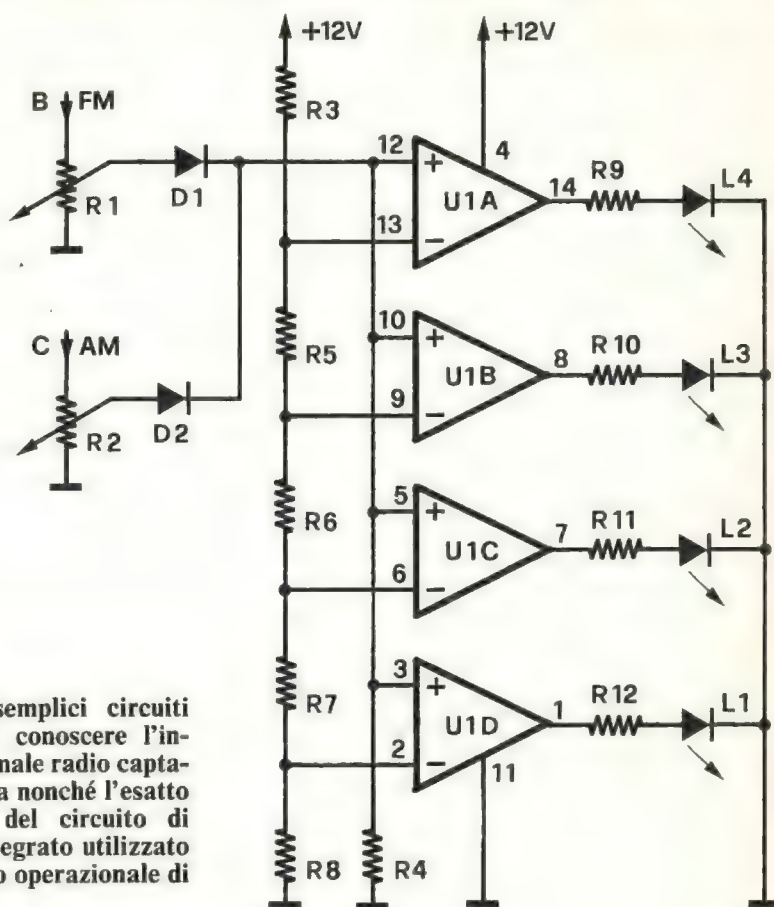 +12V
+12V
R3
B
FM
12
4
R9
L4
+
U1A
14
R1
D1
13
−
10
R10
L3
C
AM
R5
+
U1B
8
9
−
R2
D2
5
R11
L2
R6
+
U1C
7
6
−
3
R12
L1
R7
+
U1D
1
2
−
11
R8
R4
semplici circuiti
conoscere l'in-
nale radio capta-
a nonché l'esatto
del circuito di
egrato utilizzato
o operazionale di